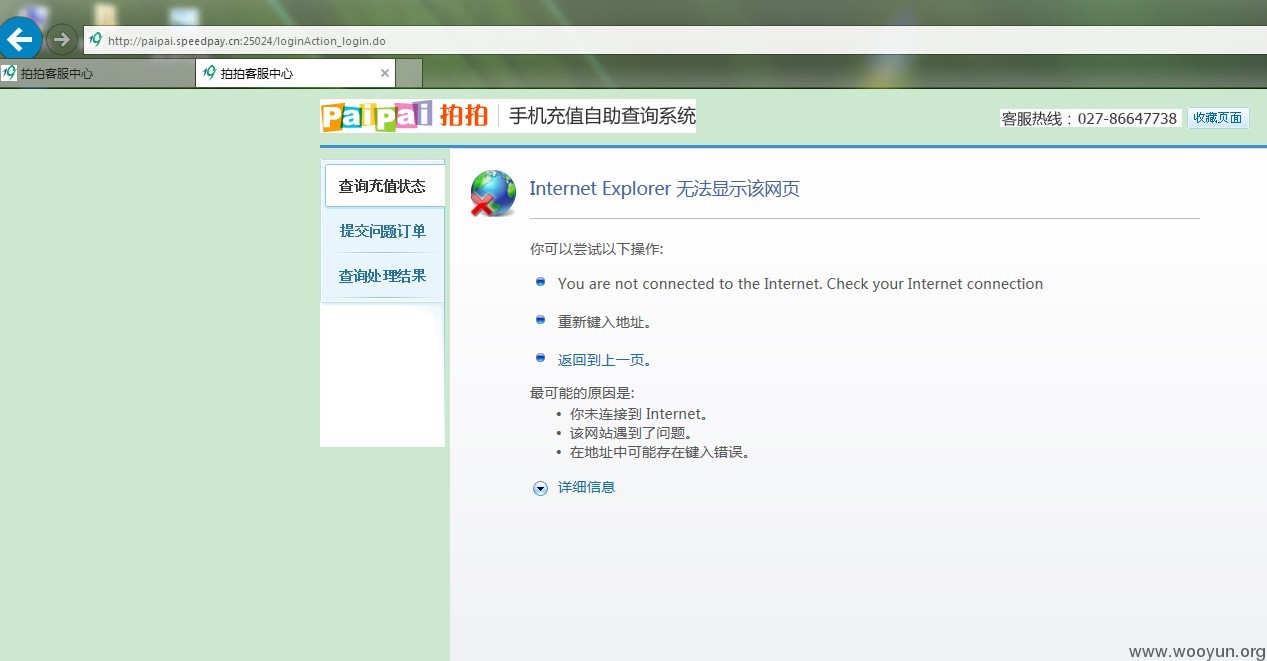 http://paipai.speedpay.cn:25024/loginAction_login.do
拍拍客服中心
拍拍客服中心
PaiPai 拍拍 手机充值自助查询系统
客服热线：027-86647738 收藏页面
查询充值状态
提交问题订单
查询处理结果
Internet Explorer 无法显示该网页
你可以尝试以下操作:
You are not connected to the Internet. Check your Internet connection
重新键入地址。
返回到上一页。
最可能的原因是:
• 你未连接到 Internet。
• 该网站遇到了问题。
• 在地址中可能存在键入错误。
详细信息
www.wooyun.org